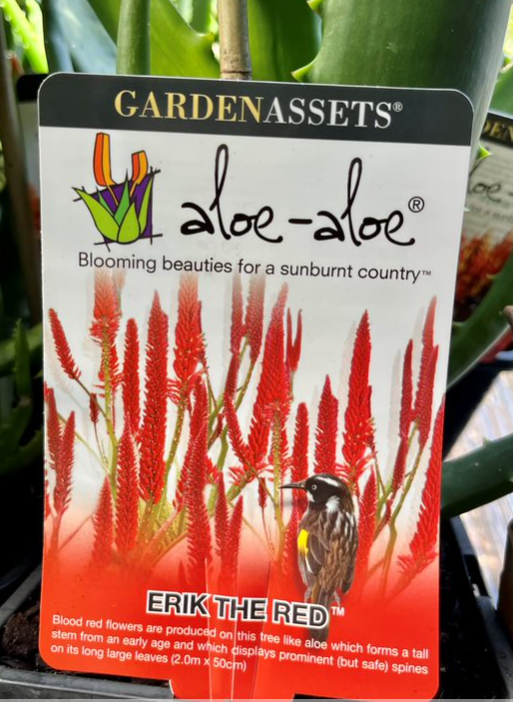 GARDENASSETS®
aloe-aloe®
Blooming beauties for a sunburnt country™
ERIK THE RED™
Blood red flowers are produced on this tree like aloe which forms a tall
stem from an early age and which displays prominent (but safe) spines
on its long large leaves (2.0m x 50cm)